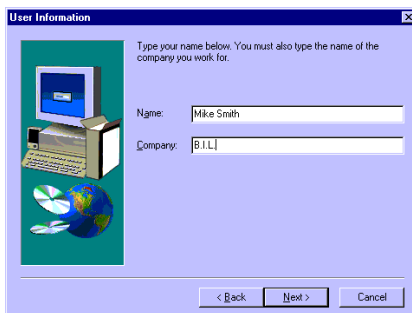 User Information
Type your name below. You must also type the name of the
company you work for.
Name: Mike Smith
Company: B.I.L.
< Back Next > Cancel